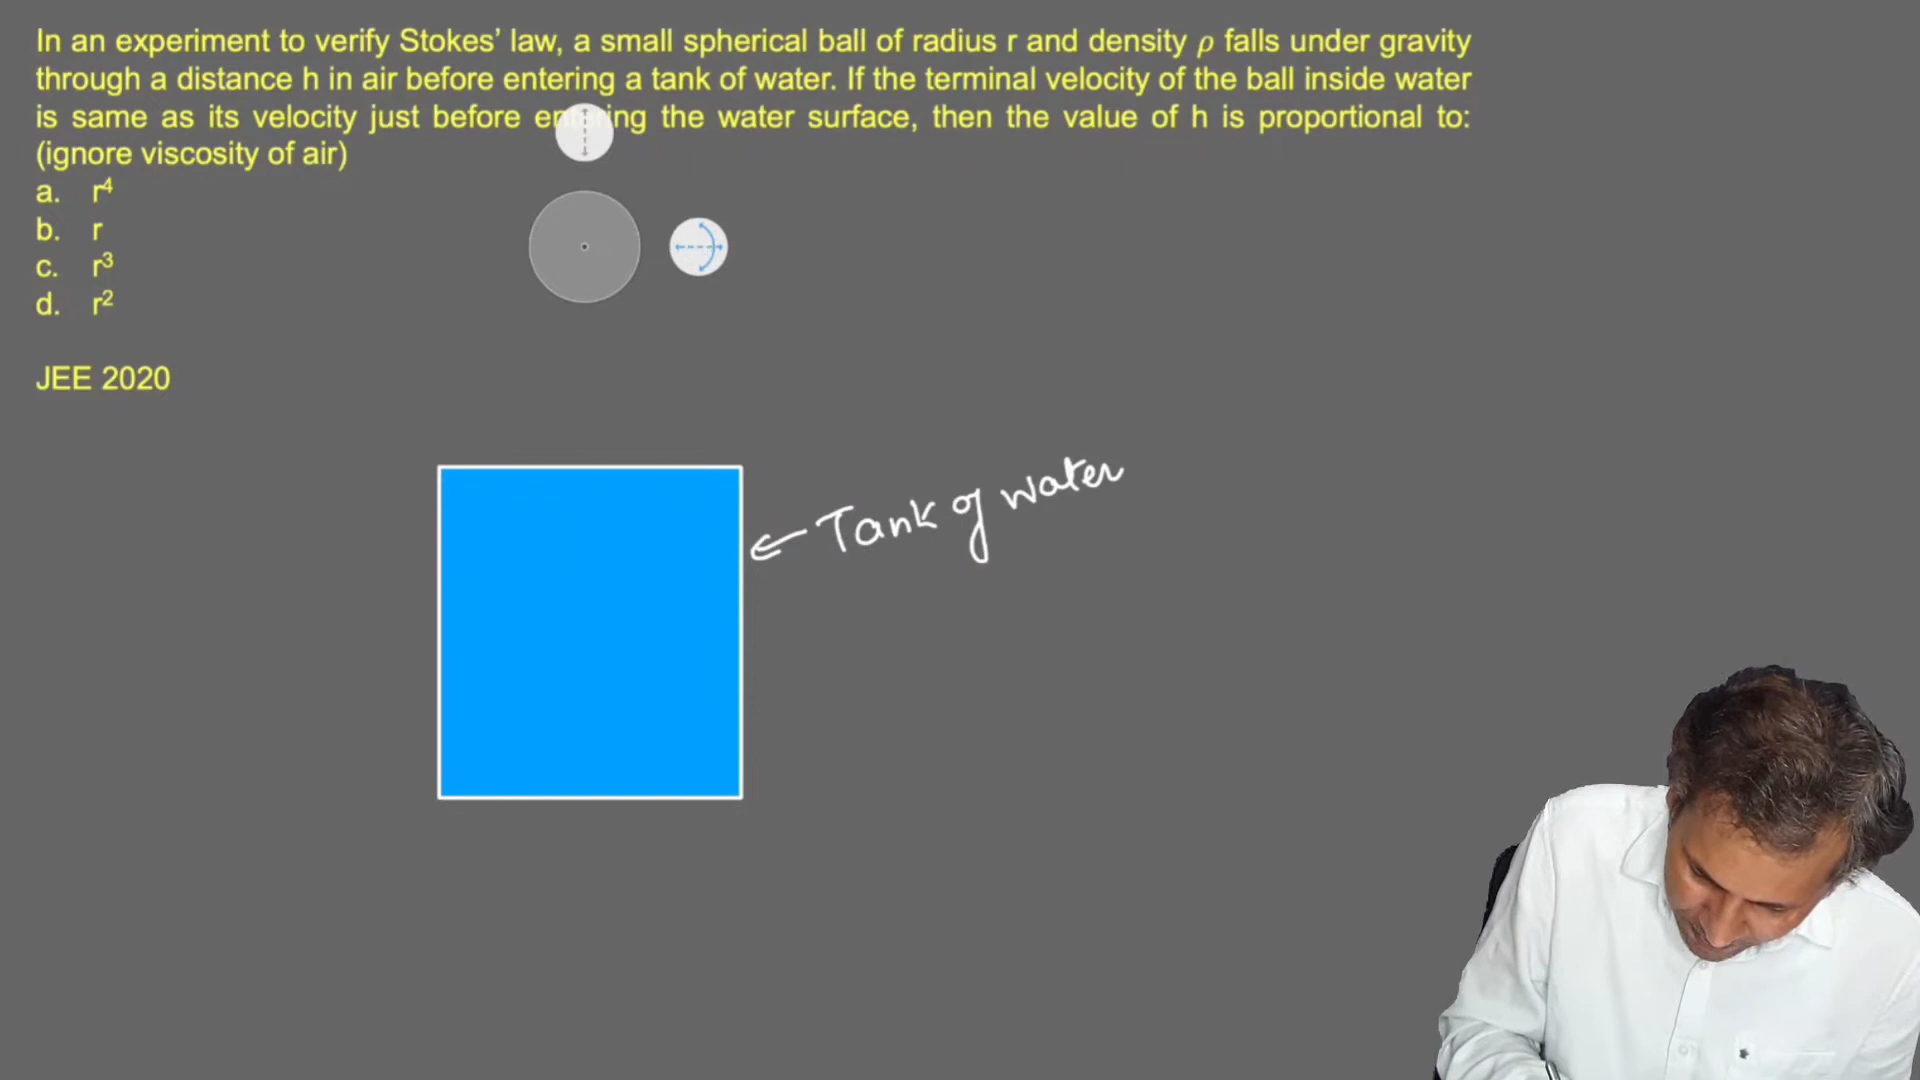 In an experiment to verify Stokes’ law, a small spherical ball of radius r and density ρ falls under gravity
through a distance h in air before entering a tank of water. If the terminal velocity of the ball inside water
is same as its velocity just before entering the water surface, then the value of h is proportional to:
(ignore viscosity of air)
a. r⁴
b. r
c. r³
d. r²
JEE 2020
Tank of water